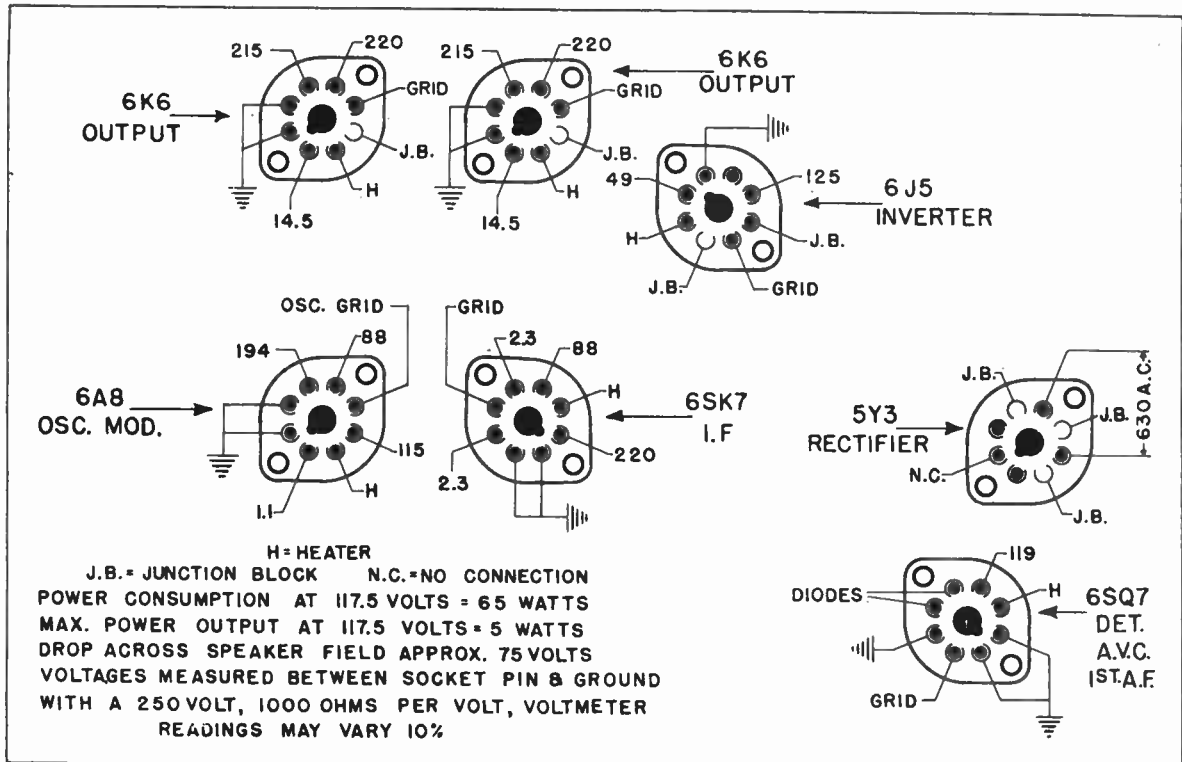 215
220
GRID
J.B.
H
14.5
6K6
OUTPUT
215
220
GRID
J.B.
H
14.5
6K6
OUTPUT
49
125
H
J.B.
J.B.
GRID
6J5
INVERTER
OSC. GRID
194
88
115
H
1.1
6A8
OSC. MOD.
GRID
2.3
88
H
220
2.3
6SK7
I.F
5Y3
RECTIFIER
J.B.
J.B.
N.C.
J.B.
630 A.C.
H=HEATER
J.B.= JUNCTION BLOCK N.C.=NO CONNECTION
POWER CONSUMPTION AT 117.5 VOLTS = 65 WATTS
MAX. POWER OUTPUT AT 117.5 VOLTS = 5 WATTS
DROP ACROSS SPEAKER FIELD APPROX. 75 VOLTS
VOLTAGES MEASURED BETWEEN SOCKET PIN & GROUND
WITH A 250 VOLT, 1000 OHMS PER VOLT, VOLTMETER
READINGS MAY VARY 10%
119
DIODES
H
GRID
6SQ7
DET.
A.V.C.
1ST. A.F.